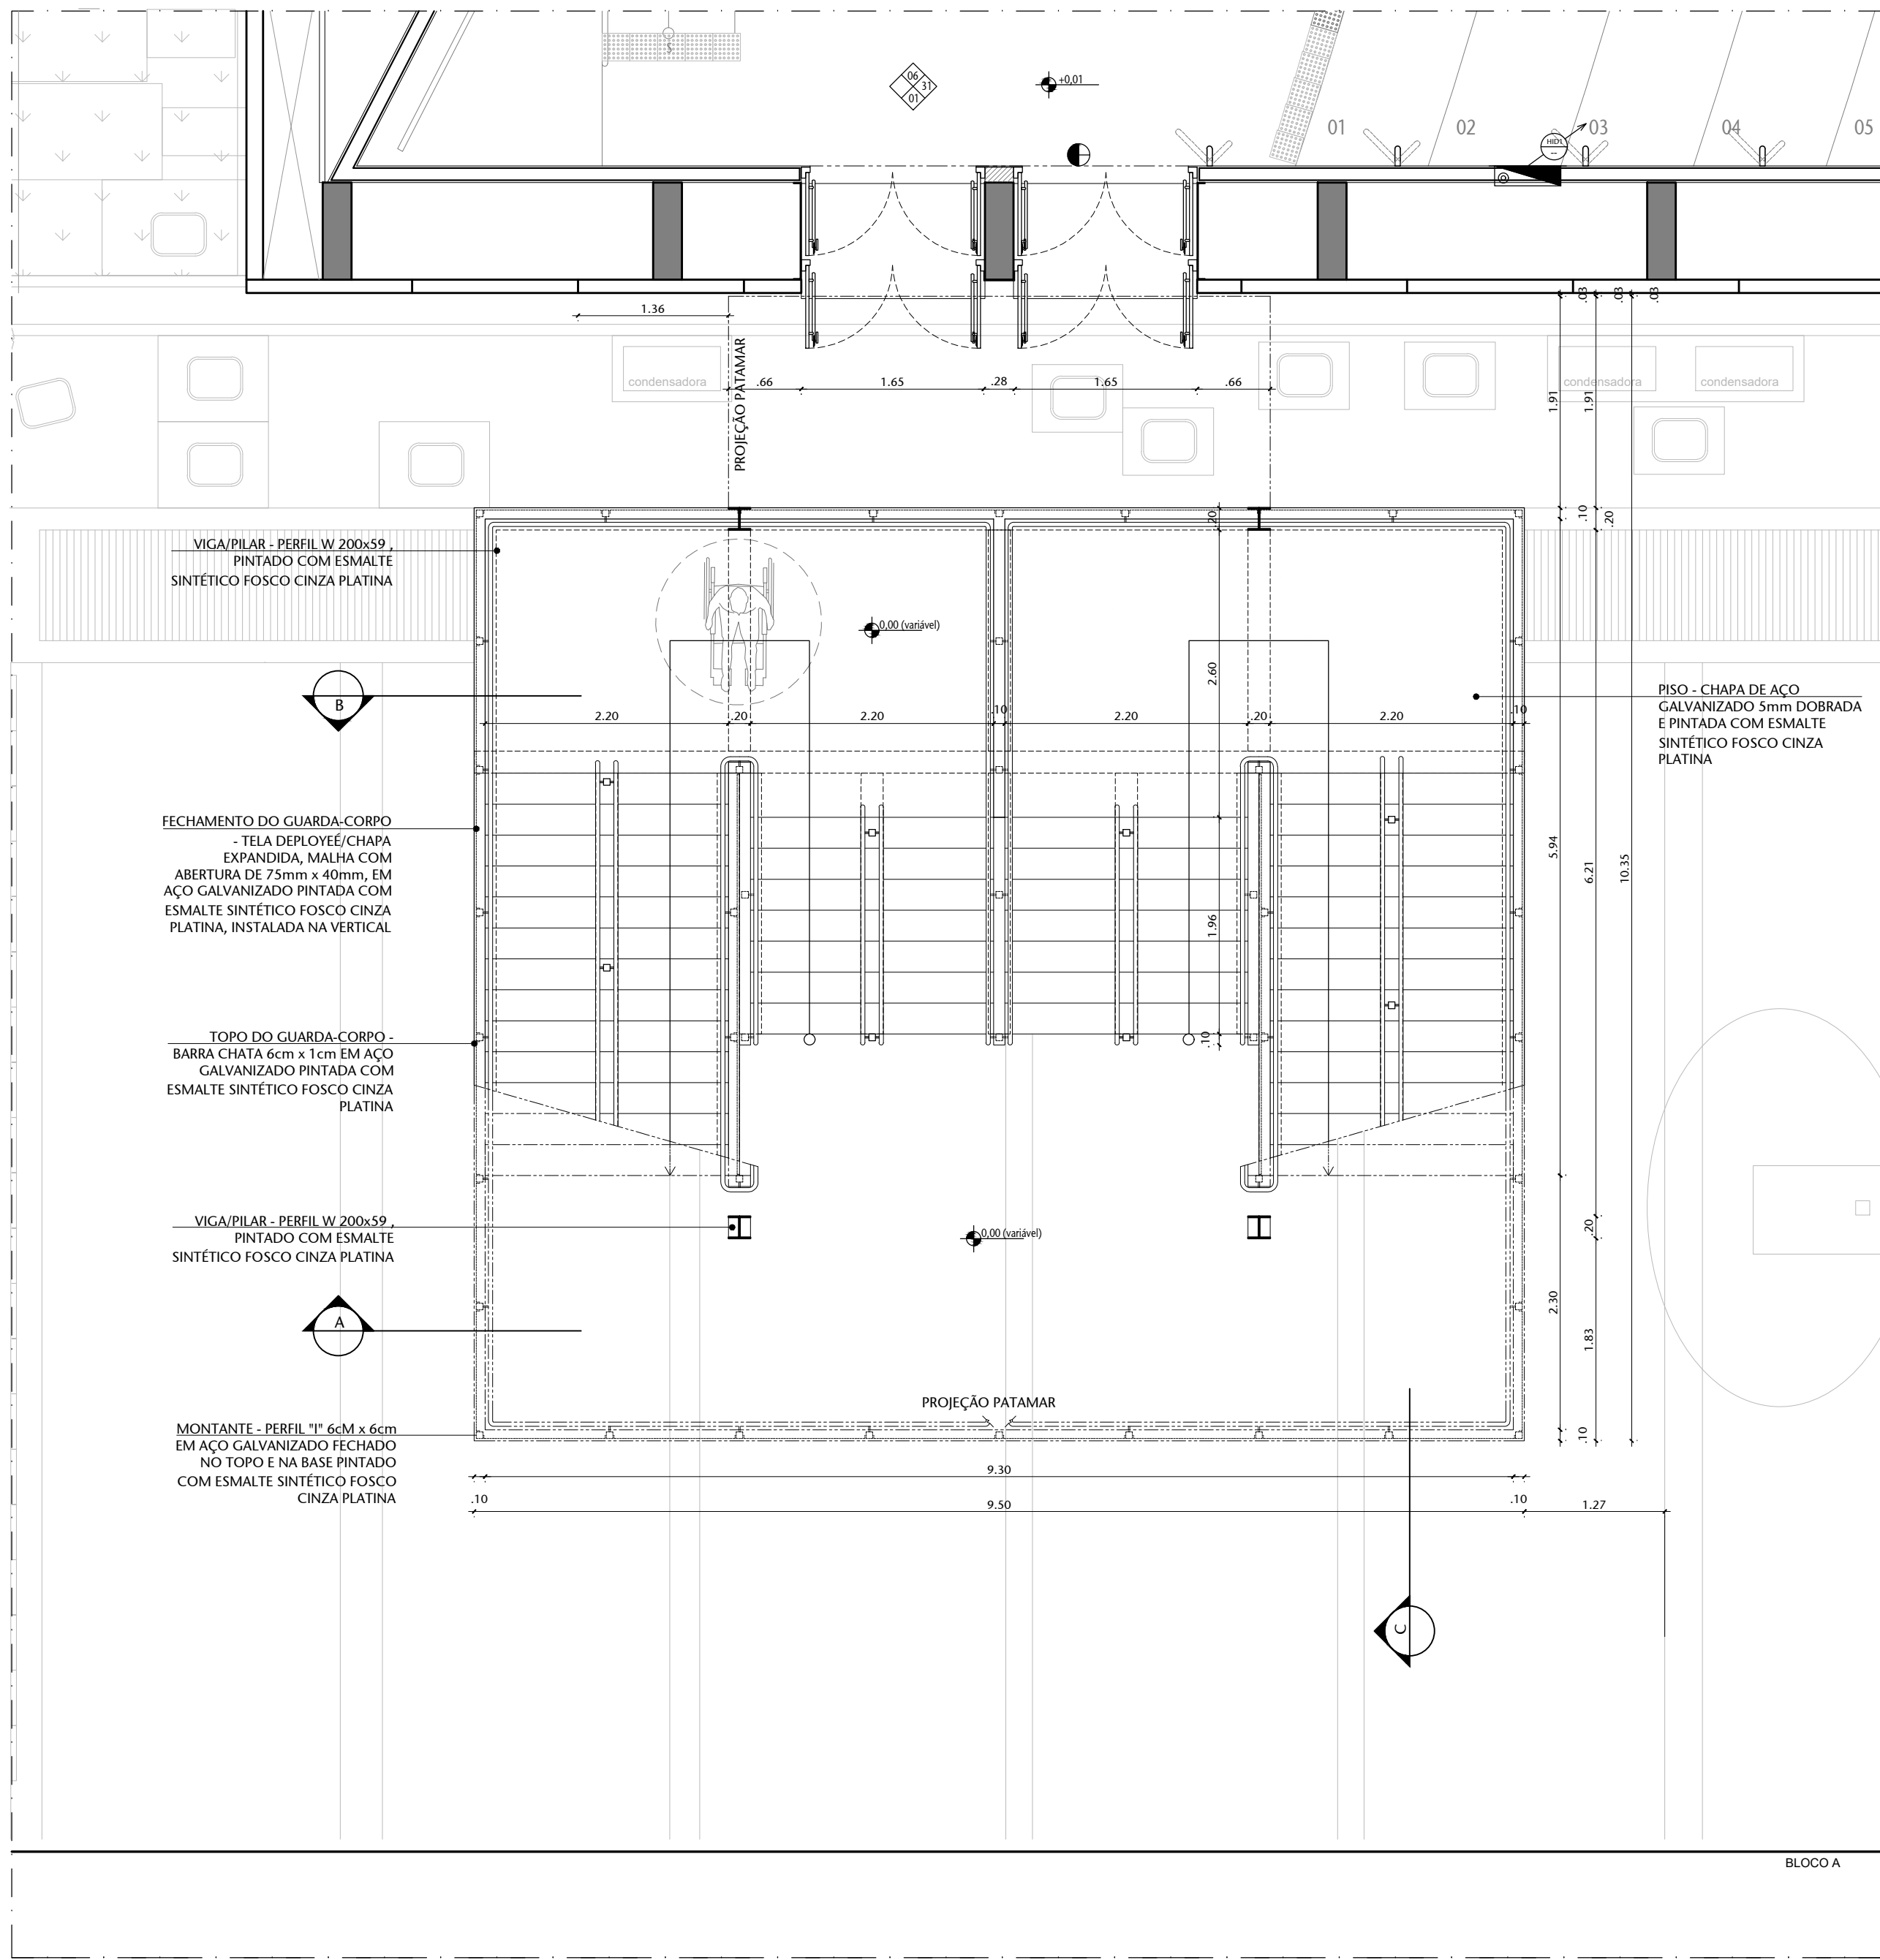 S
06
31
01
+0,01
01
02
03
04
05
HID1
--
1.36
.03
.03
.03
PROJEÇÃO PATAMAR
condensadora
condensadora
condensadora
.66
1.65
.28
1.65
.66
1.91
1.91
VIGA/PILAR - PERFIL W 200x59 ,
PINTADO COM ESMALTE
SINTÉTICO FOSCO CINZA PLATINA
.20
.10
.20
0,00 (variável)
2.60
B
2.20
.20
2.20
.10
2.20
.20
2.20
.10
PISO - CHAPA DE AÇO
GALVANIZADO 5mm DOBRADA
E PINTADA COM ESMALTE
SINTÉTICO FOSCO CINZA
PLATINA
FECHAMENTO DO GUARDA-CORPO
- TELA DEPLOYEÉ/CHAPA
EXPANDIDA, MALHA COM
ABERTURA DE 75mm x 40mm, EM
AÇO GALVANIZADO PINTADA COM
ESMALTE SINTÉTICO FOSCO CINZA
PLATINA, INSTALADA NA VERTICAL
5.94
6.21
10.35
1.96
.10
TOPO DO GUARDA-CORPO -
BARRA CHATA 6cm x 1cm EM AÇO
GALVANIZADO PINTADA COM
ESMALTE SINTÉTICO FOSCO CINZA
PLATINA
VIGA/PILAR - PERFIL W 200x59 ,
PINTADO COM ESMALTE
SINTÉTICO FOSCO CINZA PLATINA
0,00 (variável)
.20
A
2.30
1.83
PROJEÇÃO PATAMAR
MONTANTE - PERFIL "I" 6cM x 6cm
EM AÇO GALVANIZADO FECHADO
NO TOPO E NA BASE PINTADO
COM ESMALTE SINTÉTICO FOSCO
CINZA PLATINA
.10
9.30
.10
9.50
.10
1.27
C
BLOCO A